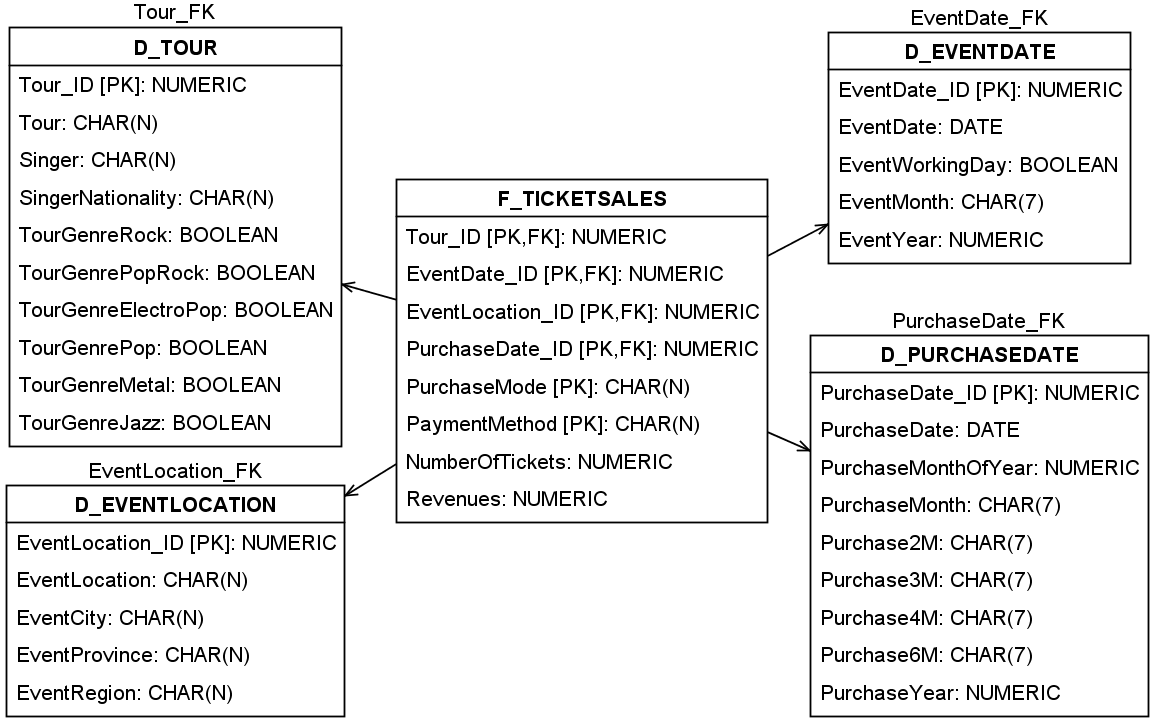 Tour_FK
D_TOUR
Tour_ID [PK]: NUMERIC
Tour: CHAR(N)
Singer: CHAR(N)
SingerNationality: CHAR(N)
TourGenreRock: BOOLEAN
TourGenrePopRock: BOOLEAN
TourGenreElectroPop: BOOLEAN
TourGenrePop: BOOLEAN
TourGenreMetal: BOOLEAN
TourGenreJazz: BOOLEAN
EventLocation_FK
D_EVENTLOCATION
EventLocation_ID [PK]: NUMERIC
EventLocation: CHAR(N)
EventCity: CHAR(N)
EventProvince: CHAR(N)
EventRegion: CHAR(N)
F_TICKETSALES
Tour_ID [PK,FK]: NUMERIC
EventDate_ID [PK,FK]: NUMERIC
EventLocation_ID [PK,FK]: NUMERIC
PurchaseDate_ID [PK,FK]: NUMERIC
PurchaseMode [PK]: CHAR(N)
PaymentMethod [PK]: CHAR(N)
NumberOfTickets: NUMERIC
Revenues: NUMERIC
EventDate_FK
D_EVENTDATE
EventDate_ID [PK]: NUMERIC
EventDate: DATE
EventWorkingDay: BOOLEAN
EventMonth: CHAR(7)
EventYear: NUMERIC
PurchaseDate_FK
D_PURCHASEDATE
PurchaseDate_ID [PK]: NUMERIC
PurchaseDate: DATE
PurchaseMonthOfYear: NUMERIC
PurchaseMonth: CHAR(7)
Purchase2M: CHAR(7)
Purchase3M: CHAR(7)
Purchase4M: CHAR(7)
Purchase6M: CHAR(7)
PurchaseYear: NUMERIC